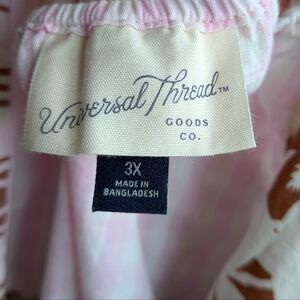 Universal Thread™
GOODS
CO.
3X
MADE IN
BANGLADESH